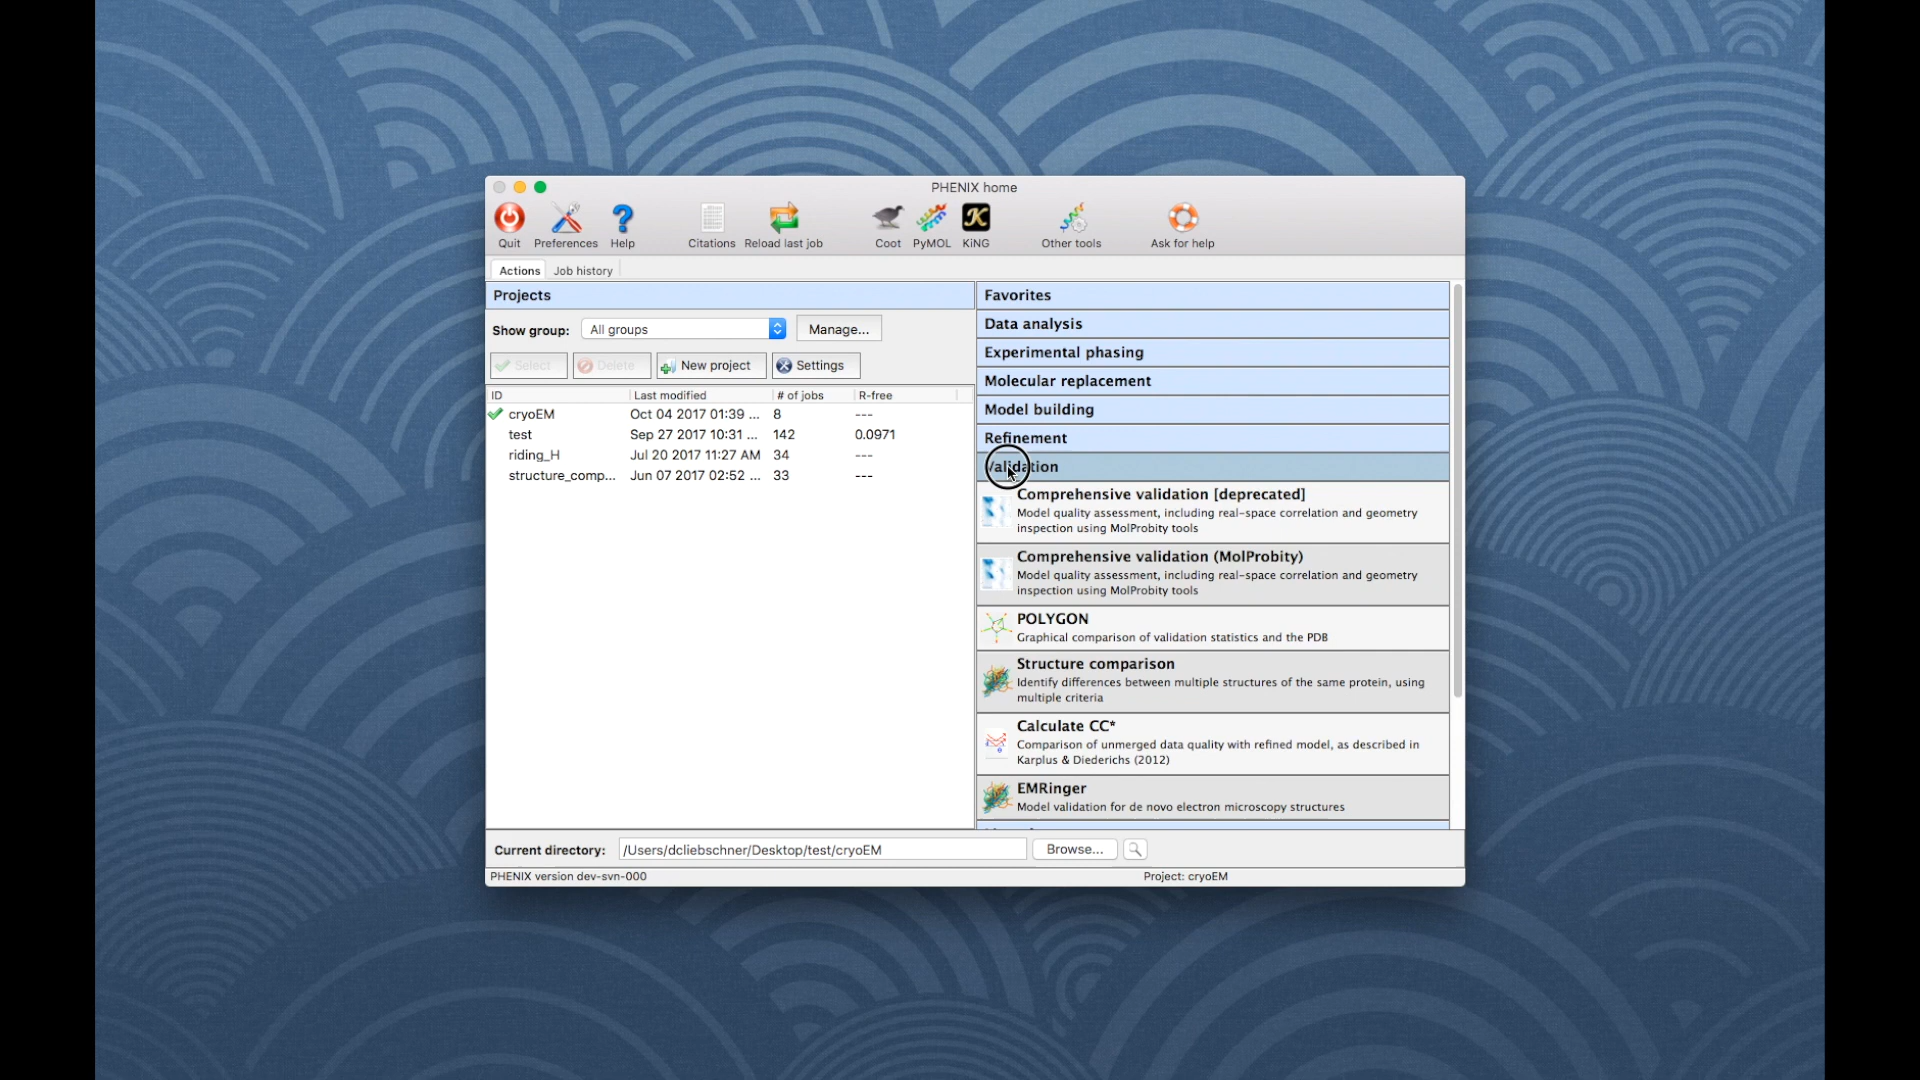 PHENIX home
Quit
Preferences
Help
Citations
Reload last job
Coot
PyMOL
KiNG
Other tools
Ask for help
Actions
Job history
Projects
Show group:
All groups
Manage...
Select
Delete
New project
Settings
ID
Last modified
# of jobs
R-free
cryoEM
Oct 04 2017 01:39 ...
8
---
test
Sep 27 2017 10:31 ...
142
0.0971
riding_H
Jul 20 2017 11:27 AM
34
---
structure_comp...
Jun 07 2017 02:52 ...
33
---
Favorites
Data analysis
Experimental phasing
Molecular replacement
Model building
Refinement
Validation
Comprehensive validation [deprecated]
Model quality assessment, including real-space correlation and geometry
inspection using MolProbity tools
Comprehensive validation (MolProbity)
Model quality assessment, including real-space correlation and geometry
inspection using MolProbity tools
POLYGON
Graphical comparison of validation statistics and the PDB
Structure comparison
Identify differences between multiple structures of the same protein, using
multiple criteria
Calculate CC*
Comparison of unmerged data quality with refined model, as described in
Karplus & Diederichs (2012)
EMRinger
Model validation for de novo electron microscopy structures
Current directory:
/Users/dcliebschner/Desktop/test/cryoEM
Browse...
PHENIX version dev-svn-000
Project: cryoEM